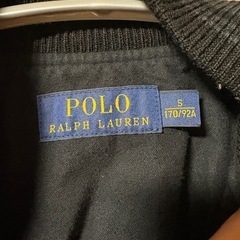 POLO
RALPH LAUREN
S
170/92A